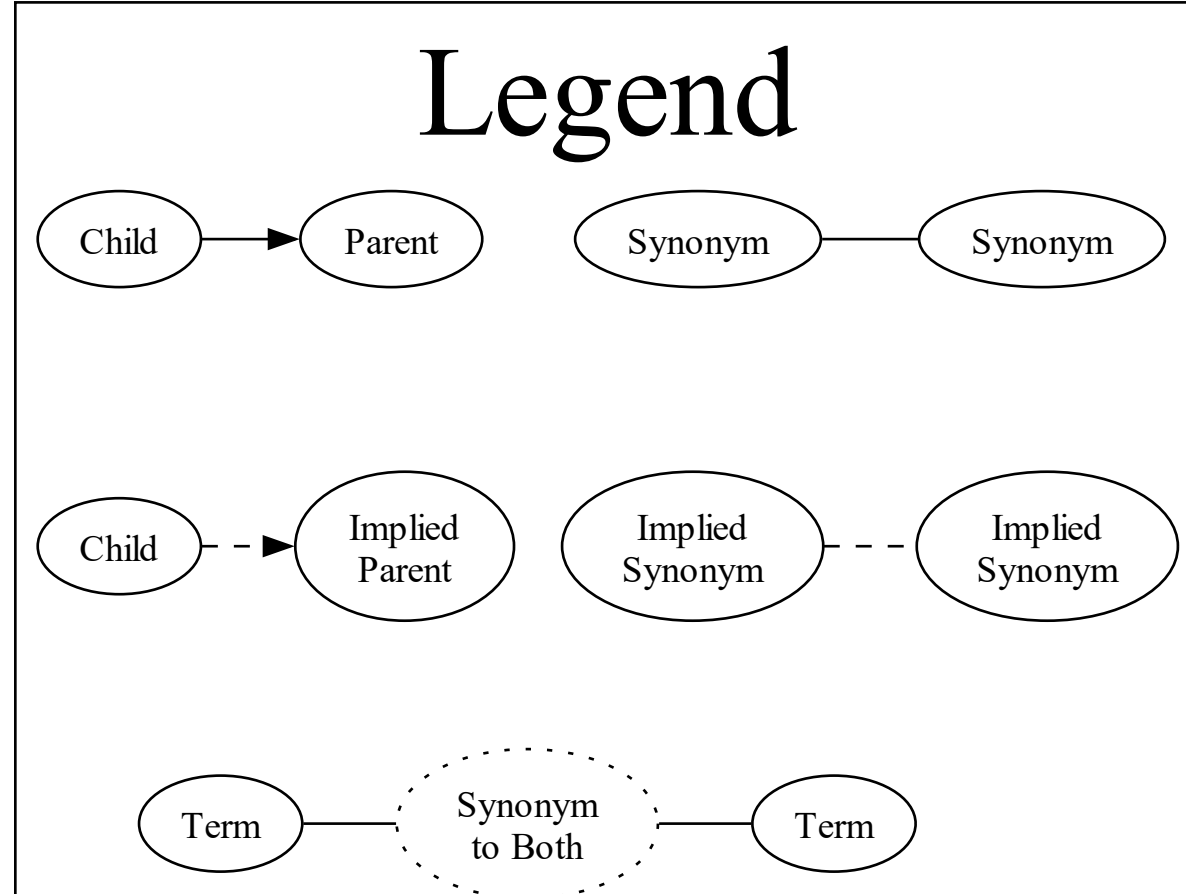 Legend
Child
Parent
Synonym
Synonym
Child
Implied
Parent
Implied
Synonym
Implied
Synonym
Term
Synonym
to Both
Term